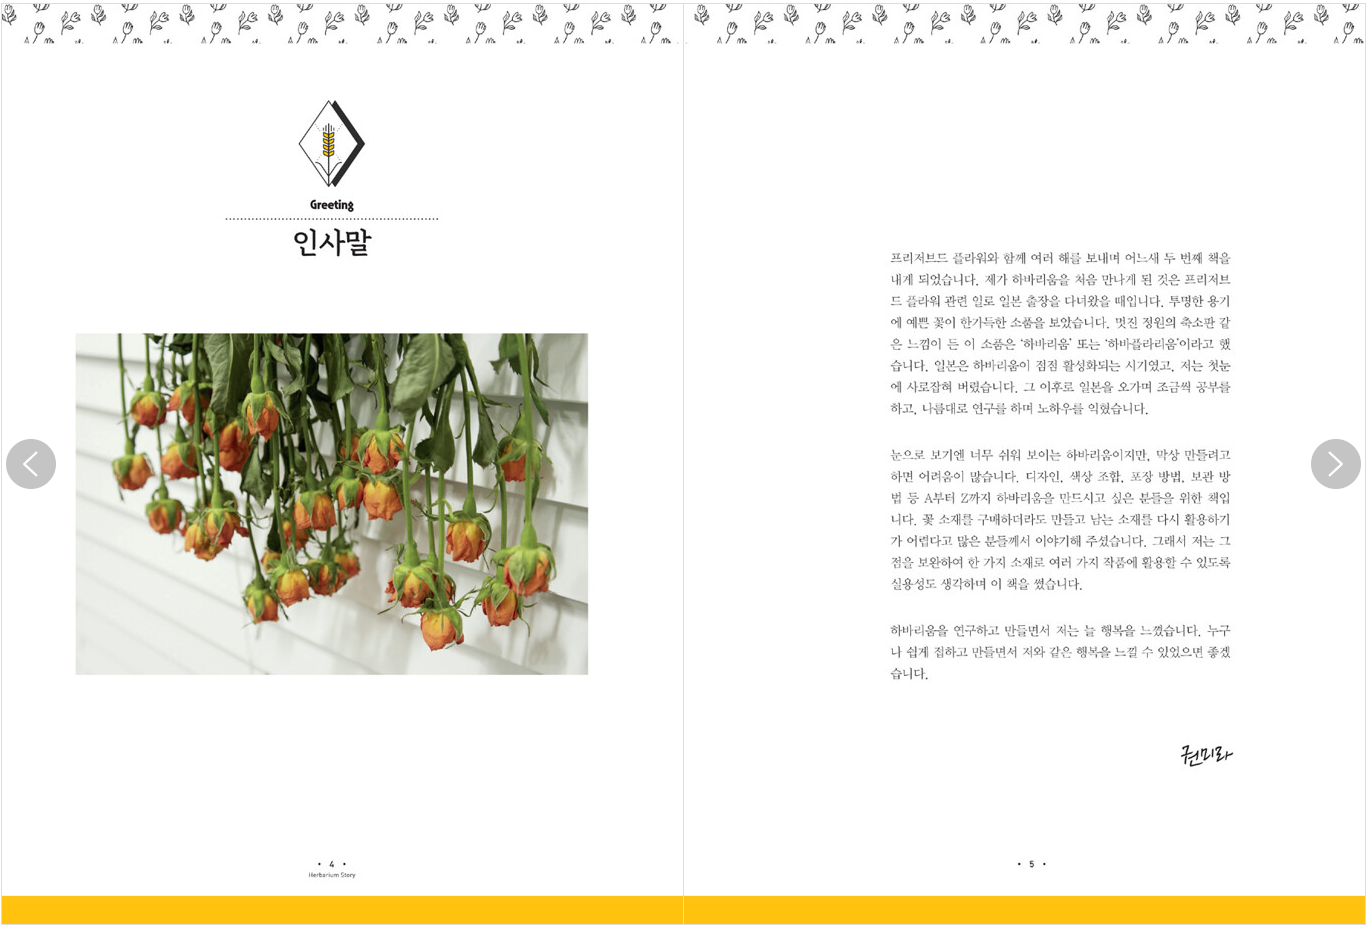 Greeting
인사말
• 4 •
Herbarium Story
프리저브드 플라워와 함께 여러 해를 보내며 어느새 두 번째 책을
내게 되었습니다. 제가 하바리움을 처음 만나게 된 것은 프리저브
드 플라워 관련 일로 일본 출장을 다녀왔을 때입니다. 투명한 용기
에 예쁜 꽃이 한가득한 소품을 보았습니다. 멋진 정원의 축소판 같
은 느낌이 든 이 소품은 '하바리움' 또는 '하바플라리움'이라고 했
습니다. 일본은 하바리움이 점점 활성화되는 시기였고, 저는 첫눈
에 사로잡혀 버렸습니다. 그 이후로 일본을 오가며 조금씩 공부를
하고, 나름대로 연구를 하며 노하우를 익혔습니다.
눈으로 보기엔 너무 쉬워 보이는 하바리움이지만, 막상 만들려고
하면 어려움이 많습니다. 디자인, 색상 조합, 포장 방법, 보관 방
법 등 A부터 Z까지 하바리움을 만드시고 싶은 분들을 위한 책입
니다. 꽃 소재를 구매하더라도 만들고 남는 소재를 다시 활용하기
가 어렵다고 많은 분들께서 이야기해 주셨습니다. 그래서 저는 그
점을 보완하여 한 가지 소재로 여러 가지 작품에 활용할 수 있도록
실용성도 생각하며 이 책을 썼습니다.
하바리움을 연구하고 만들면서 저는 늘 행복을 느꼈습니다. 누구
나 쉽게 접하고 만들면서 저와 같은 행복을 느낄 수 있었으면 좋겠
습니다.
권미라
• 5 •